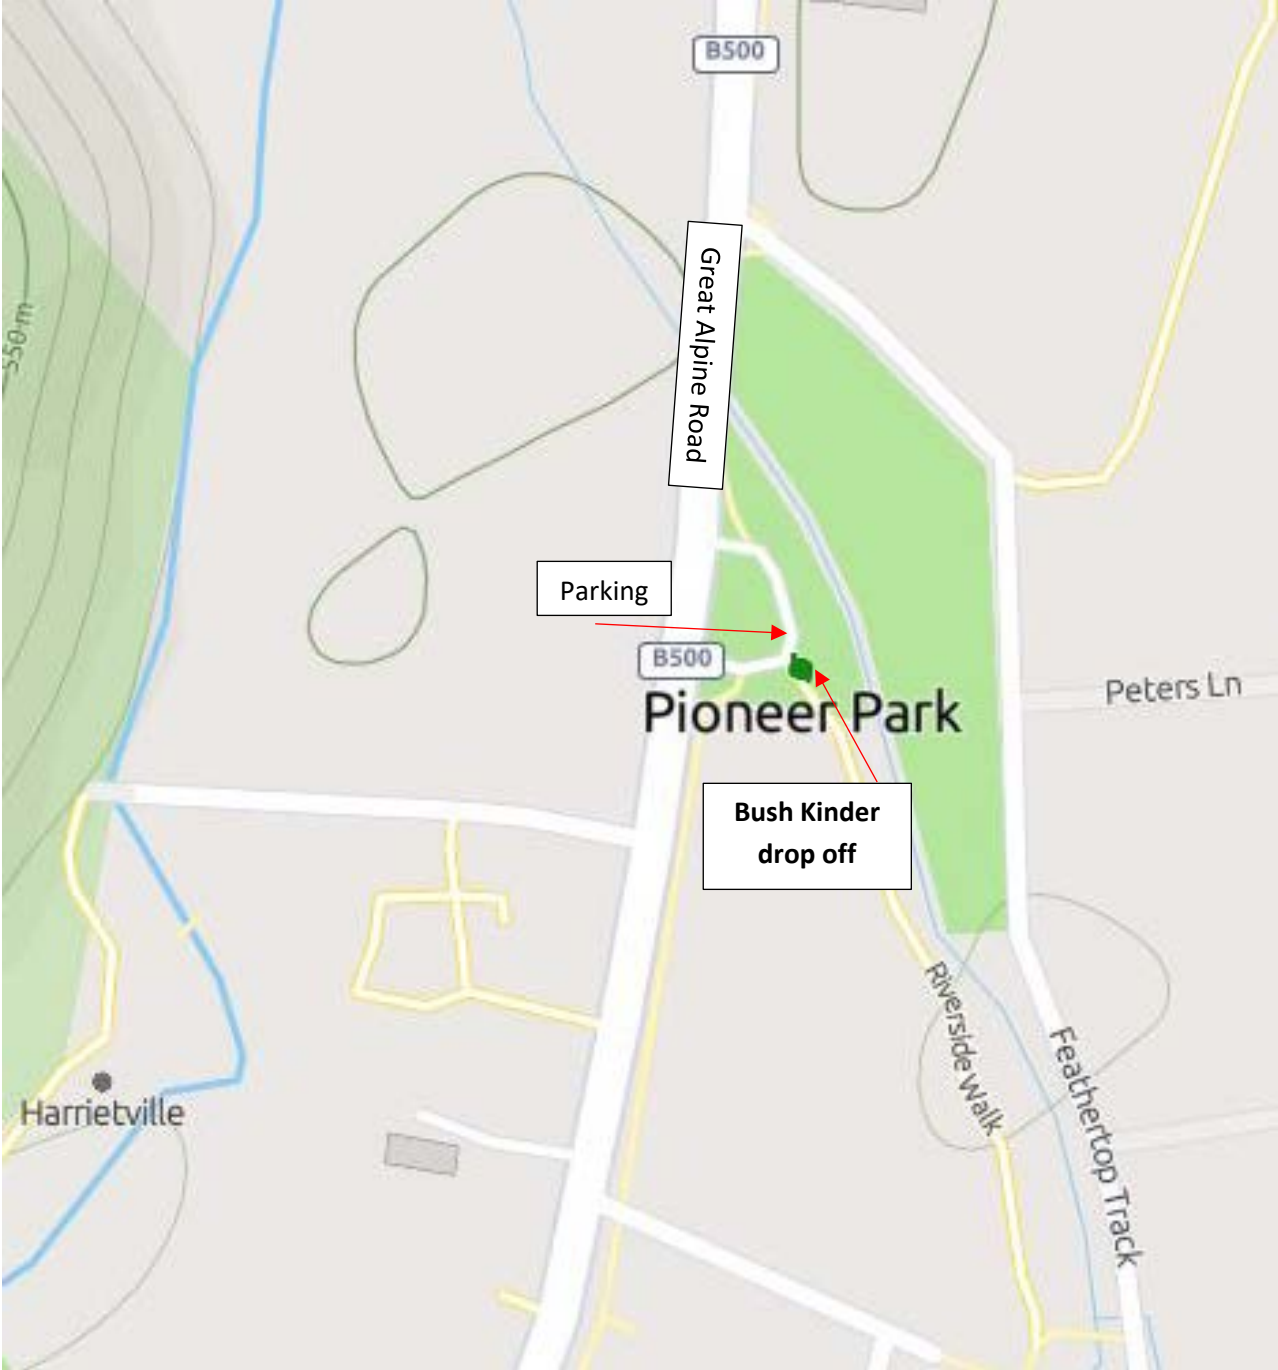 B500
Great Alpine Road
550 m
Parking
B500
Peters Ln
Pioneer Park
Bush Kinder
drop off
Riverside Walk
Feathertop Track
Harrietville